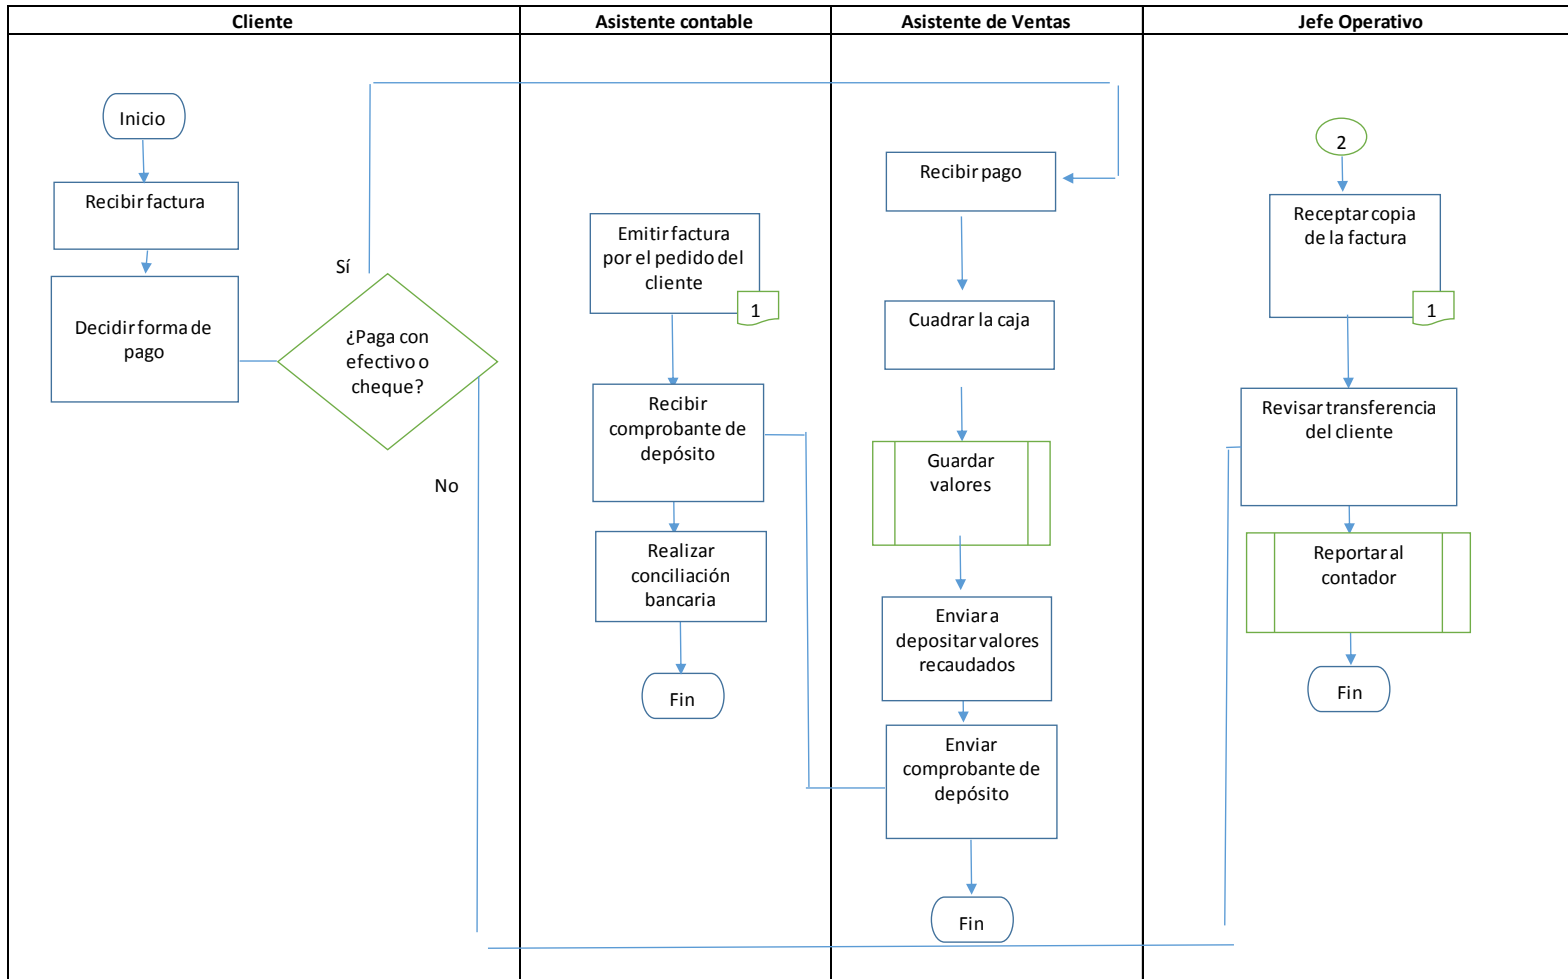 Cliente
Asistente contable
Asistente de Ventas
Jefe Operativo
Inicio
Recibir factura
Decidir forma de
pago
Sí
¿Paga con
efectivo o
cheque?
No
Emitir factura
por el pedido del
cliente
1
Recibir
comprobante de
depósito
Realizar
conciliación
bancaria
Fin
Recibir pago
Cuadrar la caja
Guardar
valores
Enviar a
depositar valores
recaudados
Enviar
comprobante de
depósito
Fin
2
Receptar copia
de la factura
1
Revisar transferencia
del cliente
Reportar al
contador
Fin